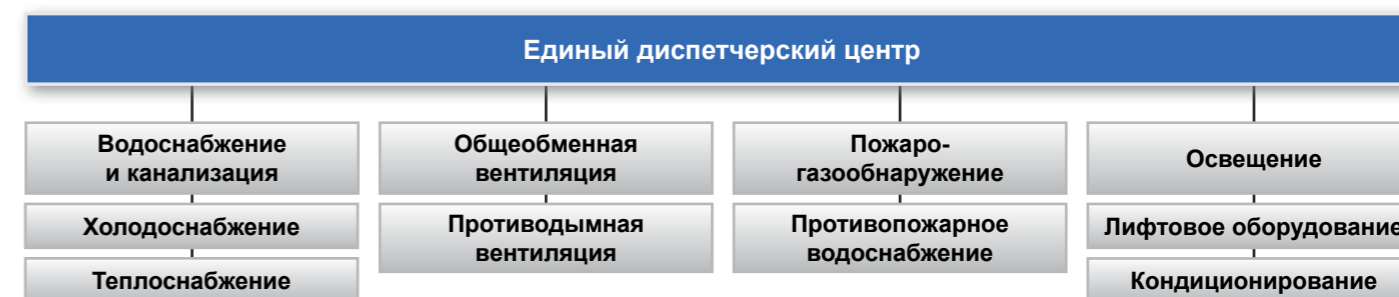 Единый диспетчерский центр
Водоснабжение
и канализация
Холодоснабжение
Теплоснабжение
Общеобменная
вентиляция
Противодымная
вентиляция
Пожаро-
газообнаружение
Противопожарное
водоснабжение
Освещение
Лифтовое оборудование
Кондиционирование